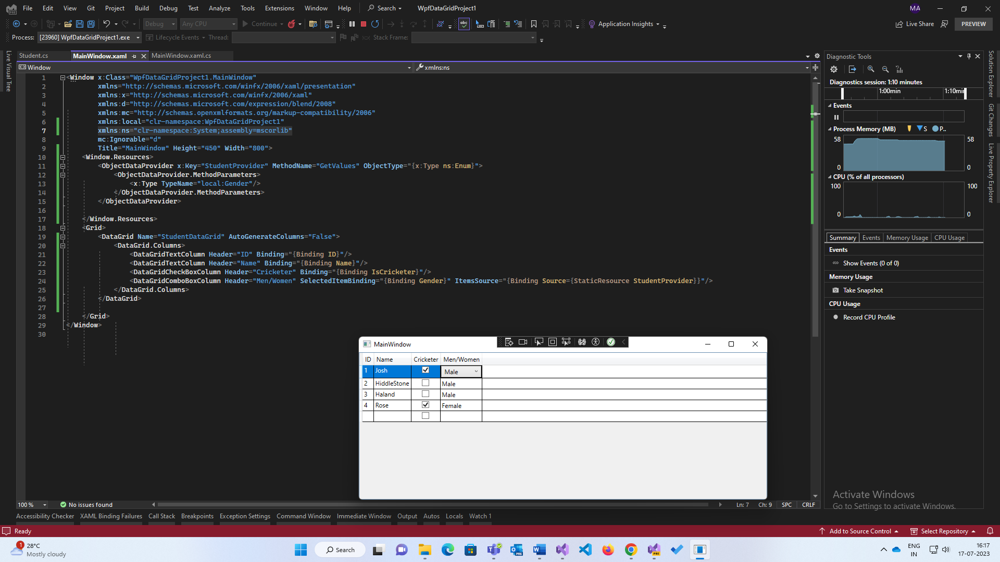 File Edit View Git Project Build Debug Test Analyze Tools Extensions Window Help Search WpfDataGridProject1 MA
Debug Any CPU Continue Application Insights Live Share PREVIEW
Process: [23960] WpfDataGridProject1.exe Lifecycle Events Thread: Stack Frame:
Live Visual Tree
Student.cs MainWindow.xaml MainWindow.xaml.cs
Window xmlns:ns
1 <Window x:Class="WpfDataGridProject1.MainWindow"
2 xmlns="http://schemas.microsoft.com/winfx/2006/xaml/presentation"
3 xmlns:x="http://schemas.microsoft.com/winfx/2006/xaml"
4 xmlns:d="http://schemas.microsoft.com/expression/blend/2008"
5 xmlns:mc="http://schemas.openxmlformats.org/markup-compatibility/2006"
6 xmlns:local="clr-namespace:WpfDataGridProject1"
7 xmlns:ns="clr-namespace:System;assembly=mscorlib"
8 mc:Ignorable="d"
9 Title="MainWindow" Height="450" Width="800">
10 <Window.Resources>
11 <ObjectDataProvider x:Key="StudentProvider" MethodName="GetValues" ObjectType="{x:Type ns:Enum}">
12 <ObjectDataProvider.MethodParameters>
13 <x:Type TypeName="local:Gender"/>
14 </ObjectDataProvider.MethodParameters>
15 </ObjectDataProvider>
16
17 </Window.Resources>
18 <Grid>
19 <DataGrid Name="StudentDataGrid" AutoGenerateColumns="False">
20 <DataGrid.Columns>
21 <DataGridTextColumn Header="ID" Binding="{Binding ID}"/>
22 <DataGridTextColumn Header="Name" Binding="{Binding Name}"/>
23 <DataGridCheckBoxColumn Header="Cricketer" Binding="{Binding IsCricketer}"/>
24 <DataGridComboBoxColumn Header="Men/Women" SelectedItemBinding="{Binding Gender}" ItemsSource="{Binding Source={StaticResource StudentProvider}}"/>
25 </DataGrid.Columns>
26 </DataGrid>
27
28 </Grid>
29 </Window>
30
MainWindow
ID Name Cricketer Men/Women
1 Josh Male
2 HiddleStone Male
3 Haland Male
4 Rose Female
Diagnostic Tools
Diagnostics session: 1:10 minutes
1:00min 1:10min
Events
Process Memory (MB) S P..
58 58
0 0
CPU (% of all processors)
100 100
0 0
Summary Events Memory Usage CPU Usage
Events
Show Events (0 of 0)
Memory Usage
Take Snapshot
CPU Usage
Record CPU Profile
Solution Explorer
Git Changes
Live Property Explorer
Activate Windows
Go to Settings to activate Windows.
100 % No issues found Ln: 7 Ch: 9 SPC CRLF
Accessibility Checker XAML Binding Failures Call Stack Breakpoints Exception Settings Command Window Immediate Window Output Autos Locals Watch 1
Ready Add to Source Control Select Repository
1 28°C
Mostly cloudy
Search
PRE
ENG
IN
16:17
17-07-2023